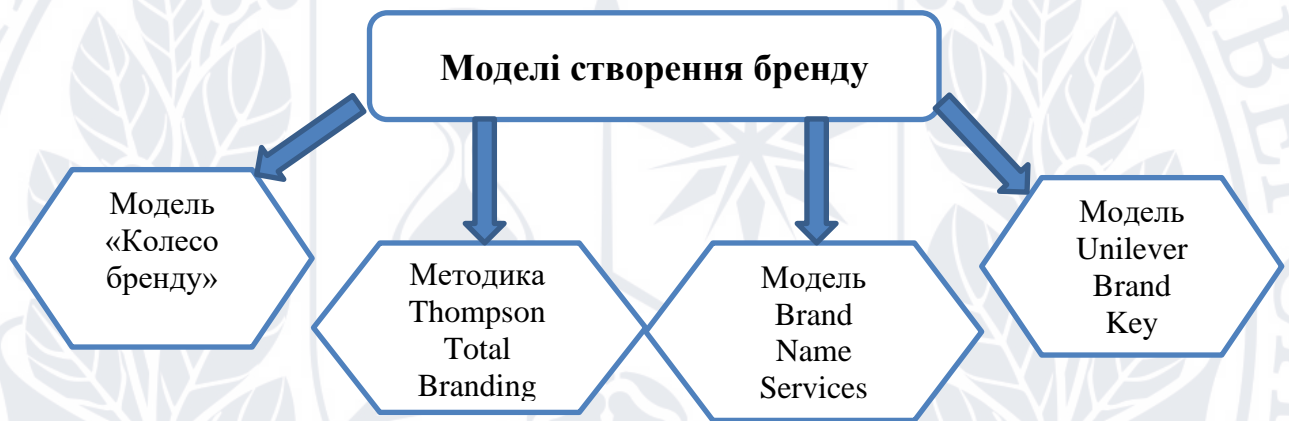 Моделі створення бренду
Модель
«Колесо
бренду»
Методика
Thompson
Total
Branding
Модель
Brand
Name
Services
Модель
Unilever
Brand
Key